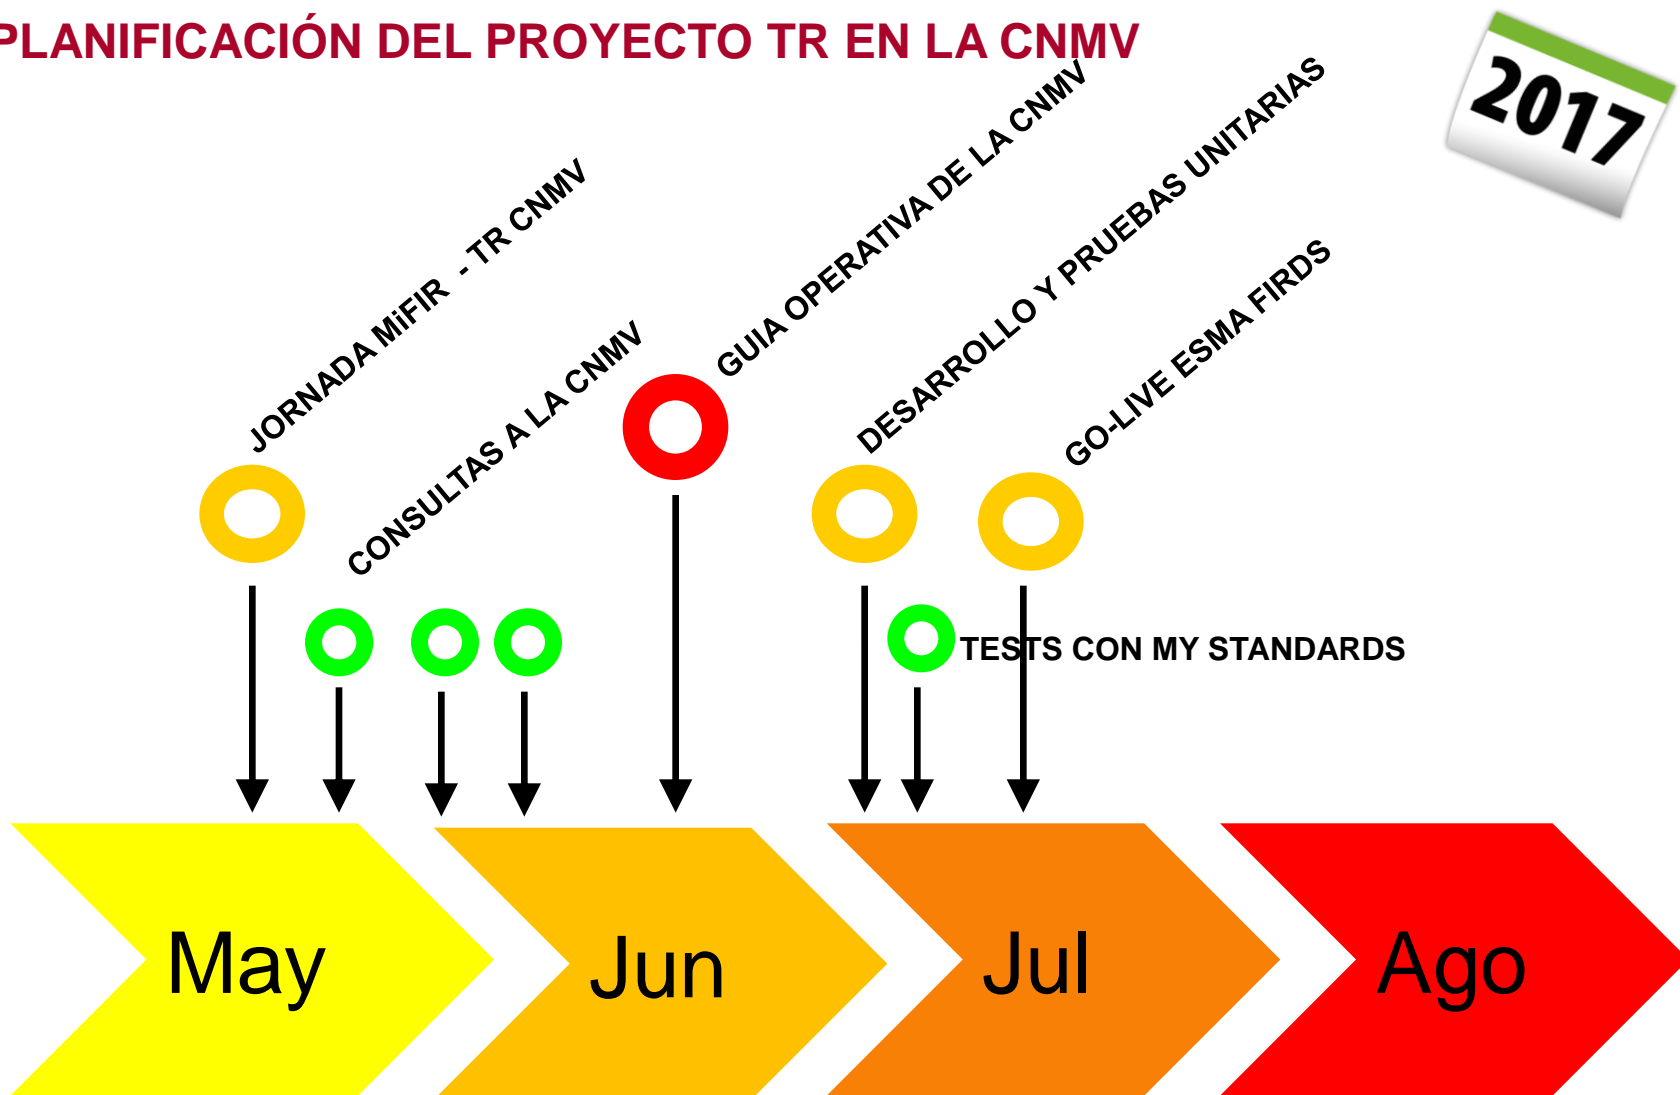 PLANIFICACIÓN DEL PROYECTO TR EN LA CNMV
2017
JORNADA MiFIR - TR CNMV
CONSULTAS A LA CNMV
GUIA OPERATIVA DE LA CNMV
DESARROLLO Y PRUEBAS UNITARIAS
GO-LIVE ESMA FIRDS
TESTS CON MY STANDARDS
May
Jun
Jul
Ago